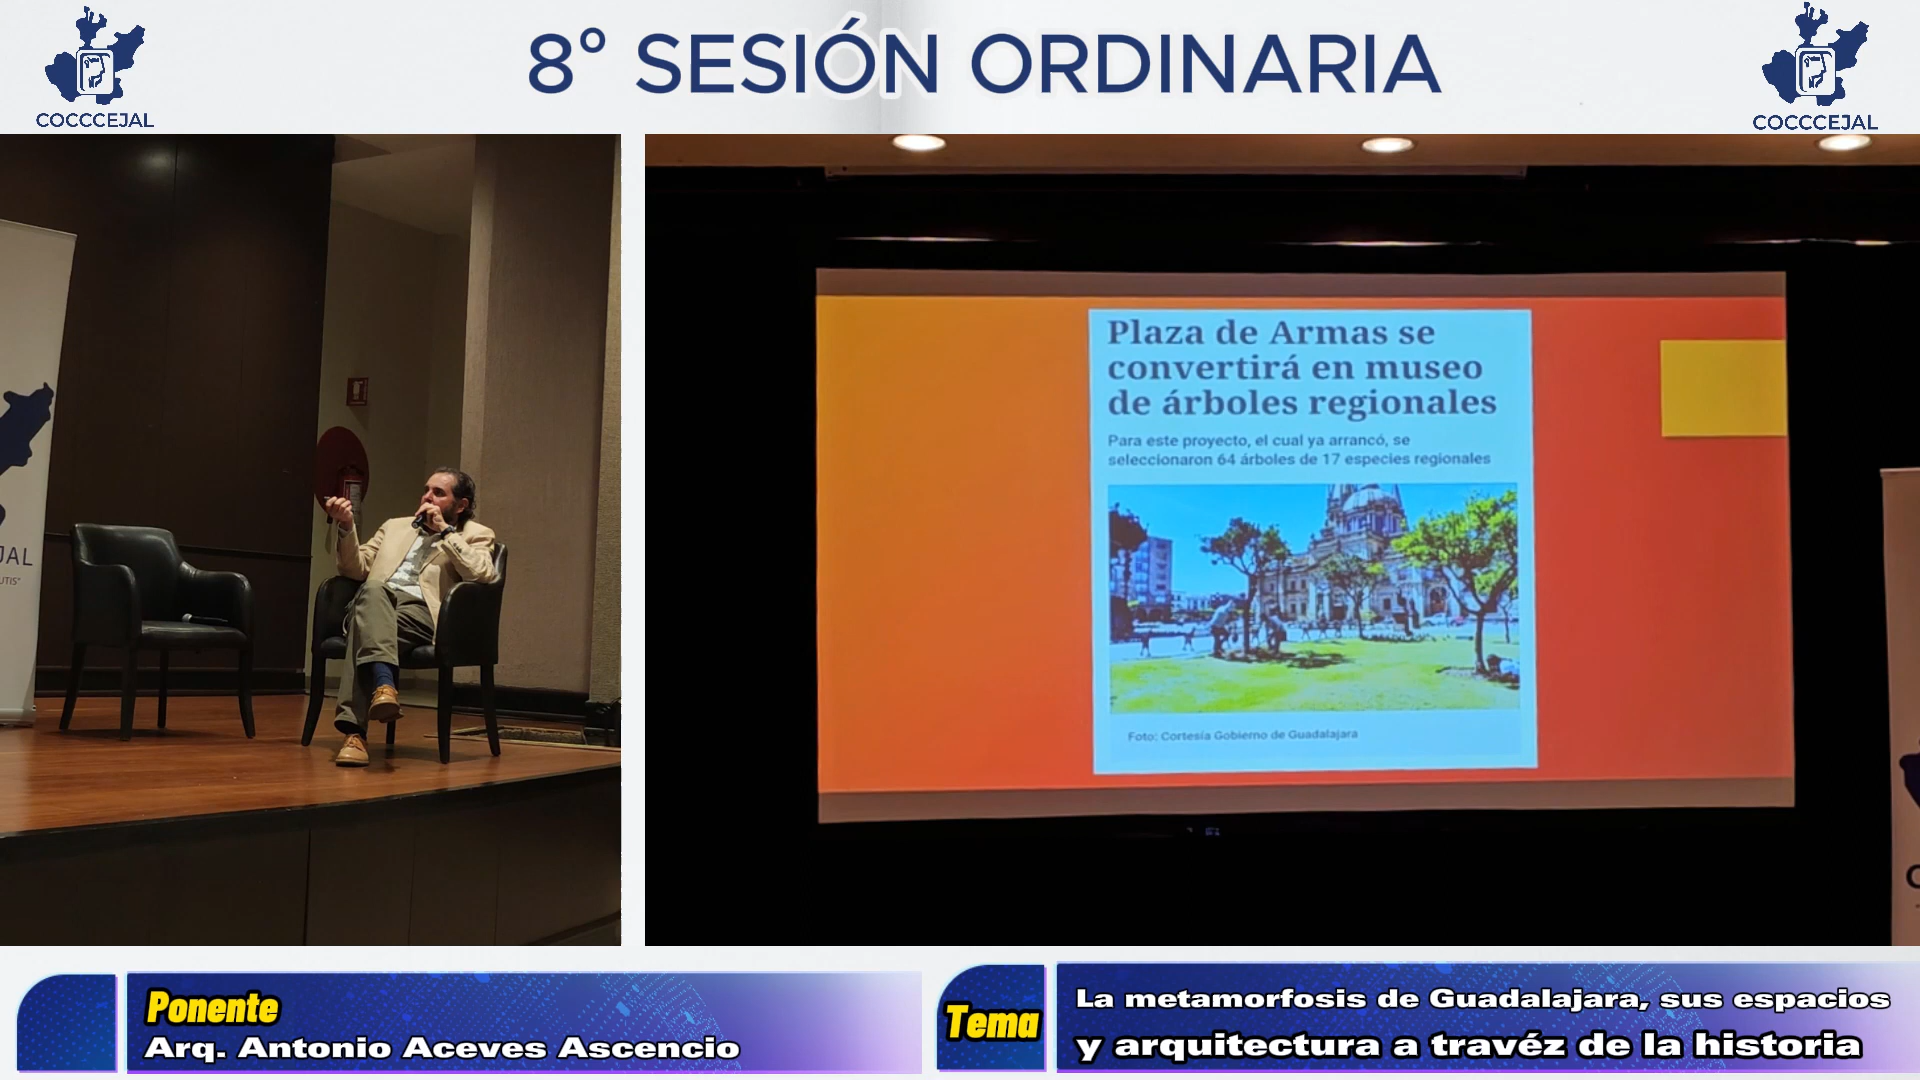 8° SESIÓN ORDINARIA
COCCCEJAL
COCCCEJAL
JAL
UTIS"
Plaza de Armas se
convertirá en museo
de árboles regionales
Para este proyecto, el cual ya arrancó, se
seleccionaron 64 árboles de 17 especies regionales
Foto: Cortesía Gobierno de Guadalajara
C
Ponente
Arq. Antonio Aceves Ascencio
Tema
La metamorfosis de Guadalajara, sus espacios
y arquitectura a travéz de la historia